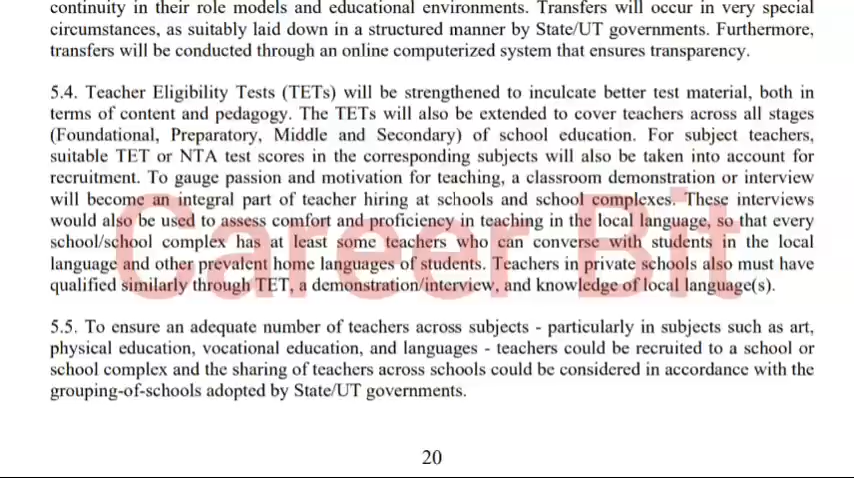 continuity in their role models and educational environments. Transfers will occur in very special
circumstances, as suitably laid down in a structured manner by State/UT governments. Furthermore,
transfers will be conducted through an online computerized system that ensures transparency.
5.4. Teacher Eligibility Tests (TETs) will be strengthened to inculcate better test material, both in
terms of content and pedagogy. The TETs will also be extended to cover teachers across all stages
(Foundational, Preparatory, Middle and Secondary) of school education. For subject teachers,
suitable TET or NTA test scores in the corresponding subjects will also be taken into account for
recruitment. To gauge passion and motivation for teaching, a classroom demonstration or interview
will become an integral part of teacher hiring at schools and school complexes. These interviews
would also be used to assess comfort and proficiency in teaching in the local language, so that every
school/school complex has at least some teachers who can converse with students in the local
language and other prevalent home languages of students. Teachers in private schools also must have
qualified similarly through TET, a demonstration/interview, and knowledge of local language(s).
Career Bit
5.5. To ensure an adequate number of teachers across subjects - particularly in subjects such as art,
physical education, vocational education, and languages - teachers could be recruited to a school or
school complex and the sharing of teachers across schools could be considered in accordance with the
grouping-of-schools adopted by State/UT governments.
20